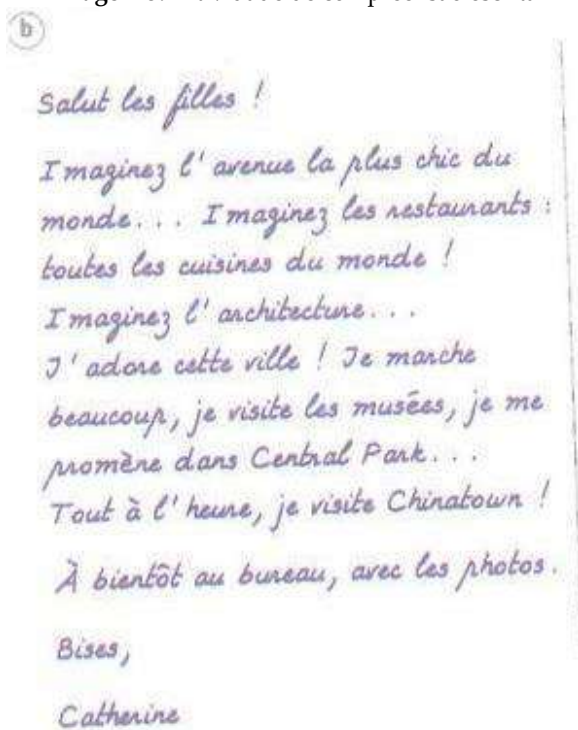 b
Salut les filles !
Imaginez l'avenue la plus chic du
monde... Imaginez les restaurants :
toutes les cuisines du monde !
Imaginez l'architecture...
J'adore cette ville ! Je marche
beaucoup, je visite les musées, je me
promène dans Central Park...
Tout à l'heure, je visite Chinatown !
À bientôt au bureau, avec les photos.
Bises,
Catherine